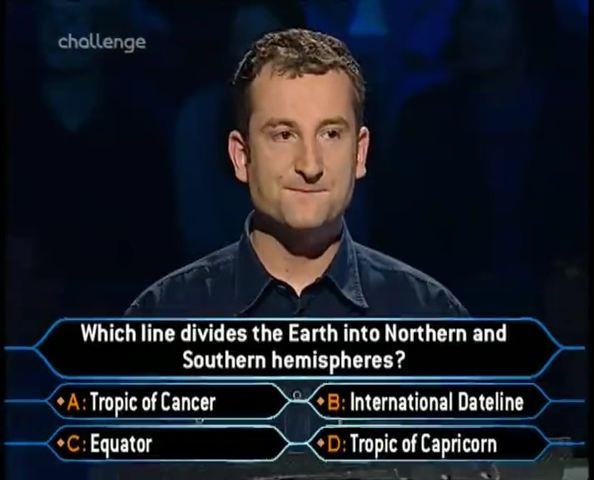 challenge
Which line divides the Earth into Northern and
Southern hemispheres?
A: Tropic of Cancer
B: International Dateline
C: Equator
D: Tropic of Capricorn